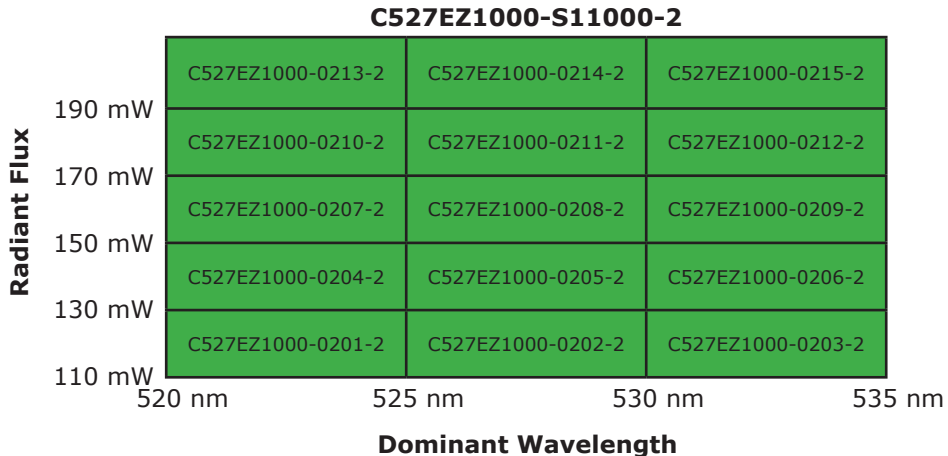 C527EZ1000-S11000-2
C527EZ1000-0213-2 C527EZ1000-0214-2 C527EZ1000-0215-2
190 mW
C527EZ1000-0210-2 C527EZ1000-0211-2 C527EZ1000-0212-2
170 mW
C527EZ1000-0207-2 C527EZ1000-0208-2 C527EZ1000-0209-2
150 mW
C527EZ1000-0204-2 C527EZ1000-0205-2 C527EZ1000-0206-2
130 mW
C527EZ1000-0201-2 C527EZ1000-0202-2 C527EZ1000-0203-2
110 mW
Radiant Flux
520 nm 525 nm 530 nm 535 nm
Dominant Wavelength